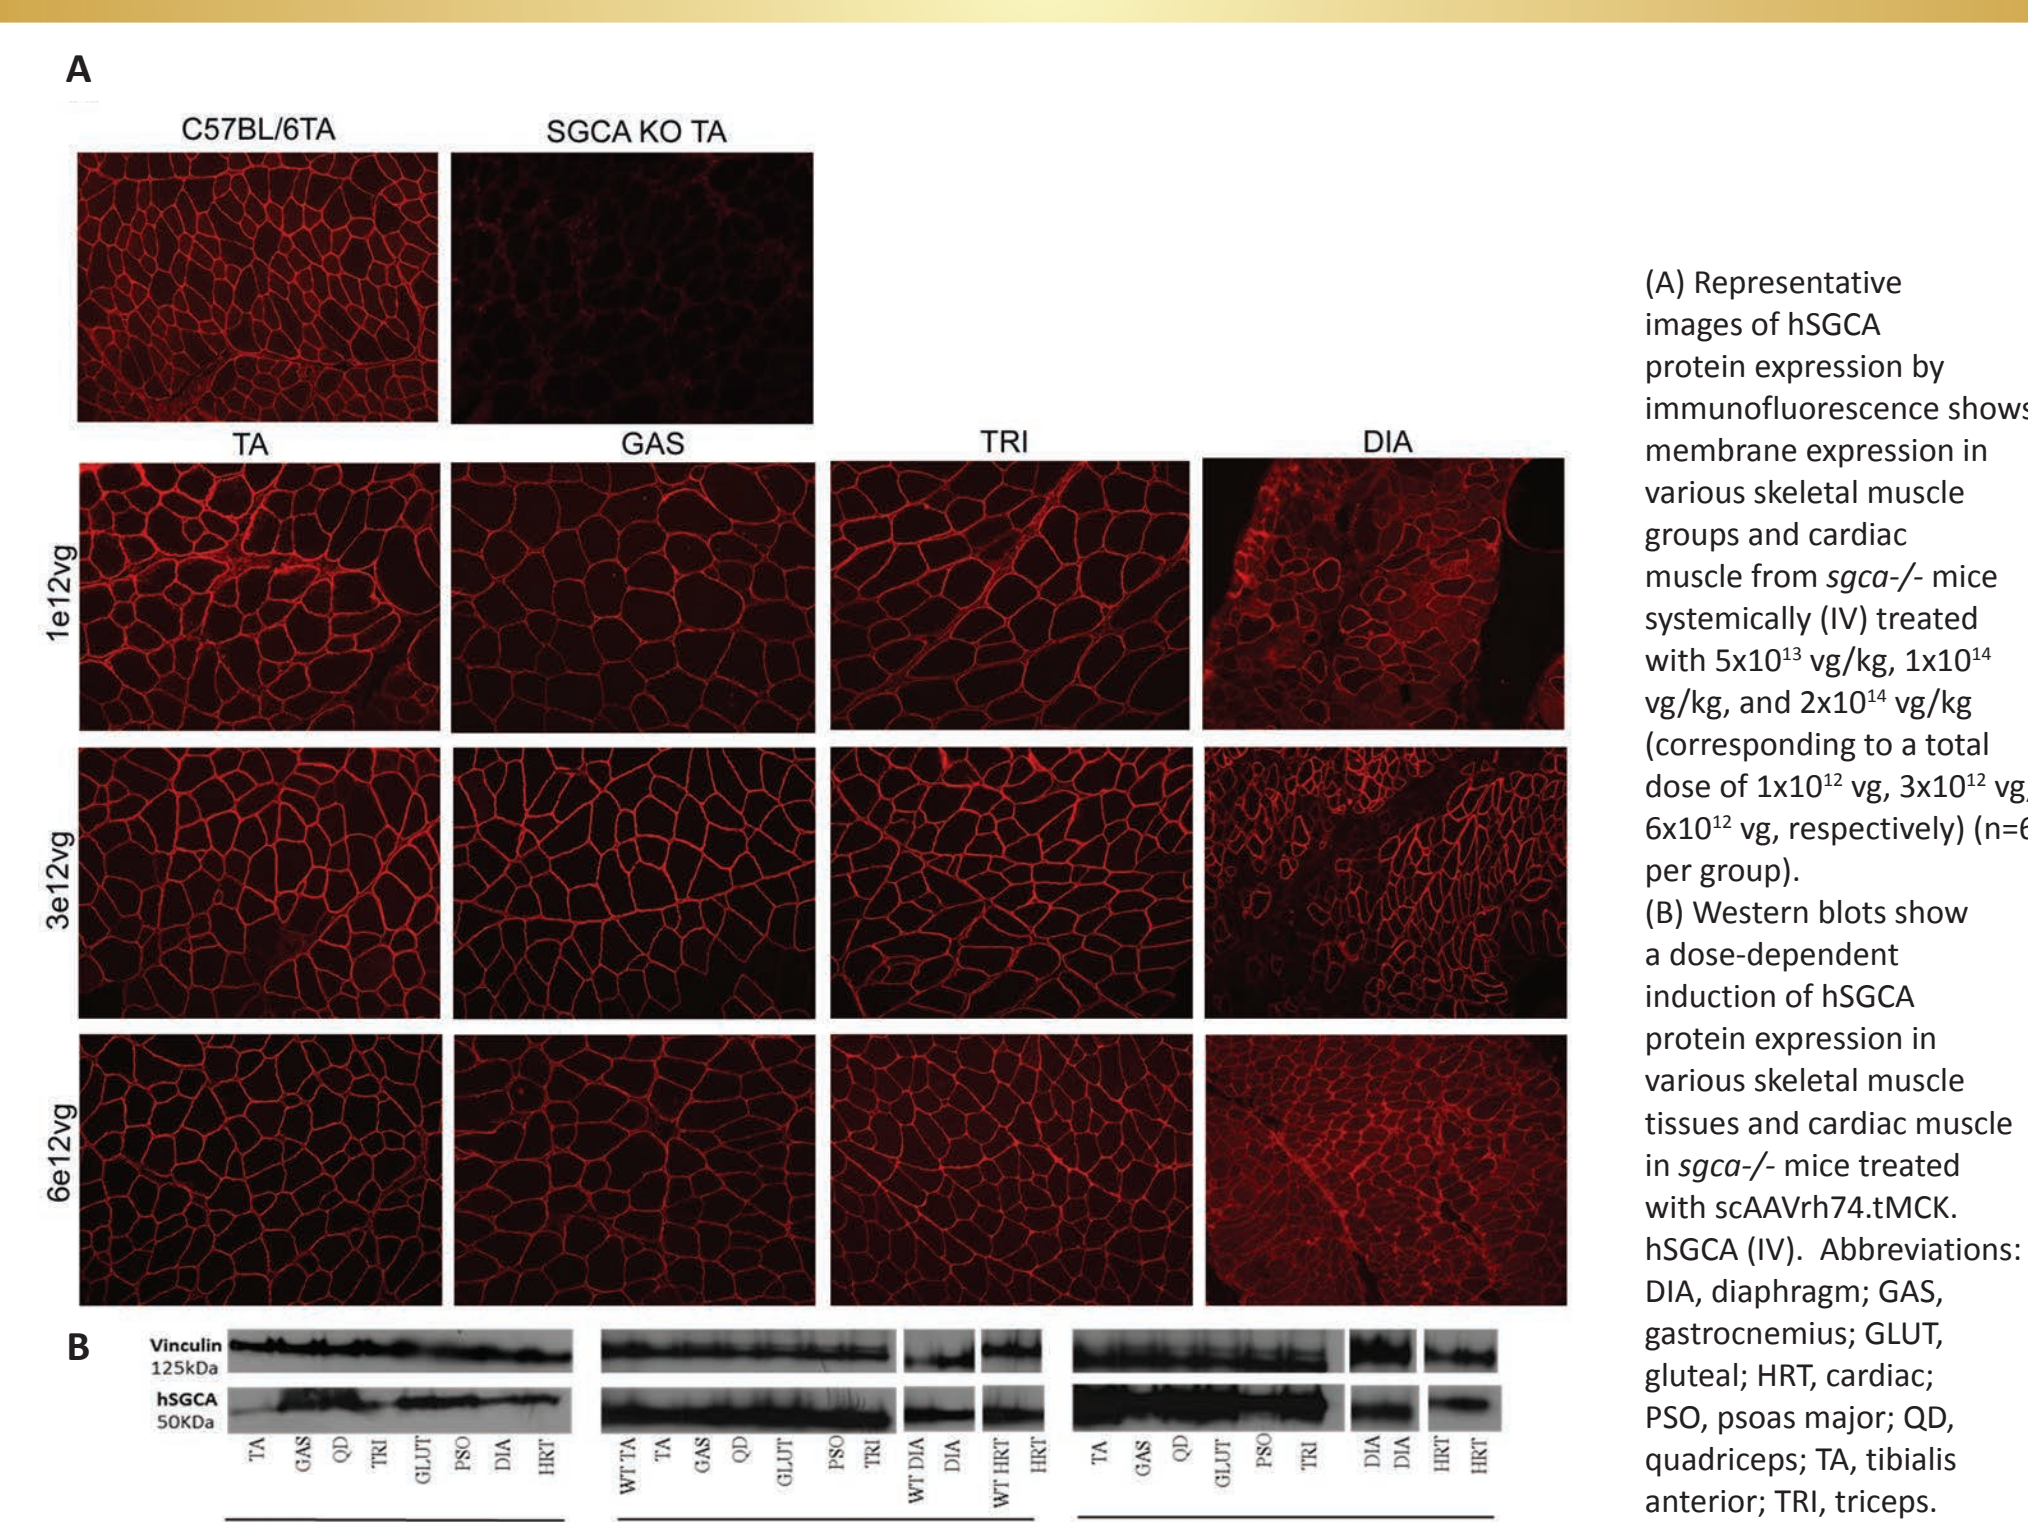 A
C57BL/6TA
SGCA KO TA
TA
GAS
TRI
DIA
1e12vg
3e12vg
6e12vg
B
Vinculin
125kDa
hSGCA
50KDa
TA GAS QD TRI GLUT PSO DIA HRT
WT TA TA GAS QD GLUT PSO TRI WT DIA DIA WT HRT HRT
TA GAS QD GLUT PSO TRI DIA DIA HRT HRT
(A) Representative
images of hSGCA
protein expression by
immunofluorescence shows
membrane expression in
various skeletal muscle
groups and cardiac
muscle from sgca-/- mice
systemically (IV) treated
with 5x10¹³ vg/kg, 1x10¹⁴
vg/kg, and 2x10¹⁴ vg/kg
(corresponding to a total
dose of 1x10¹² vg, 3x10¹² vg,
6x10¹² vg, respectively) (n=6
per group).
(B) Western blots show
a dose-dependent
induction of hSGCA
protein expression in
various skeletal muscle
tissues and cardiac muscle
in sgca-/- mice treated
with scAAVrh74.tMCK.
hSGCA (IV). Abbreviations:
DIA, diaphragm; GAS,
gastrocnemius; GLUT,
gluteal; HRT, cardiac;
PSO, psoas major; QD,
quadriceps; TA, tibialis
anterior; TRI, triceps.